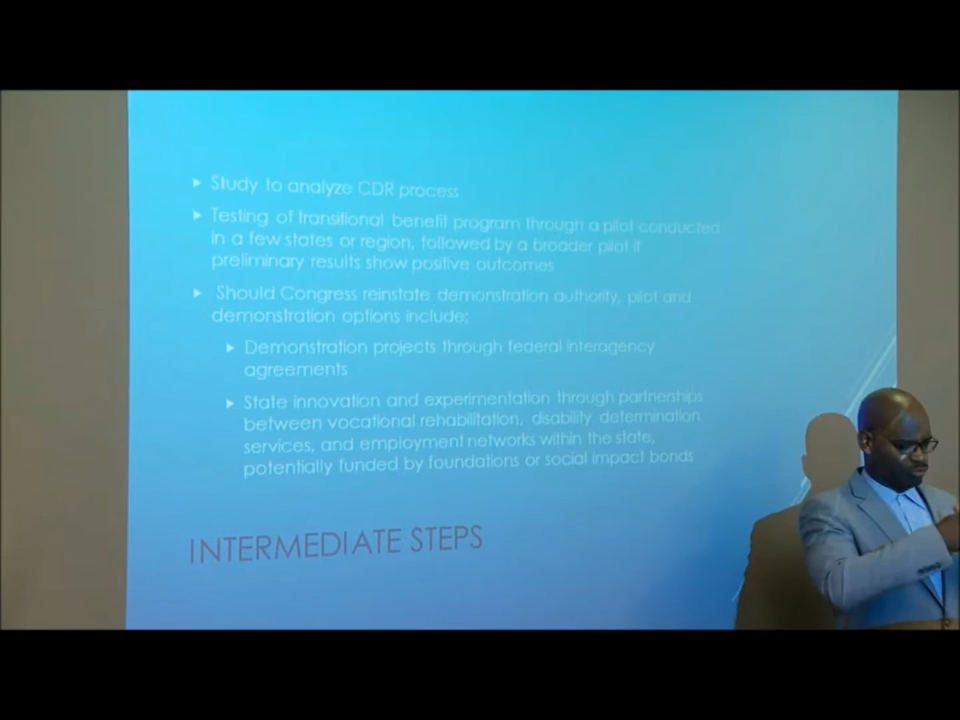 Study to analyze CDR process
Testing of transitional benefit program through a pilot conducted
in a few states or region, followed by a broader pilot if
preliminary results show positive outcomes
Should Congress reinstate demonstration authority, pilot and
demonstration options include;
Demonstration projects through federal interagency
agreements
State innovation and experimentation through partnerships
between vocational rehabilitation, disability determination
services, and employment networks within the state,
potentially funded by foundations or social impact bonds
INTERMEDIATE STEPS